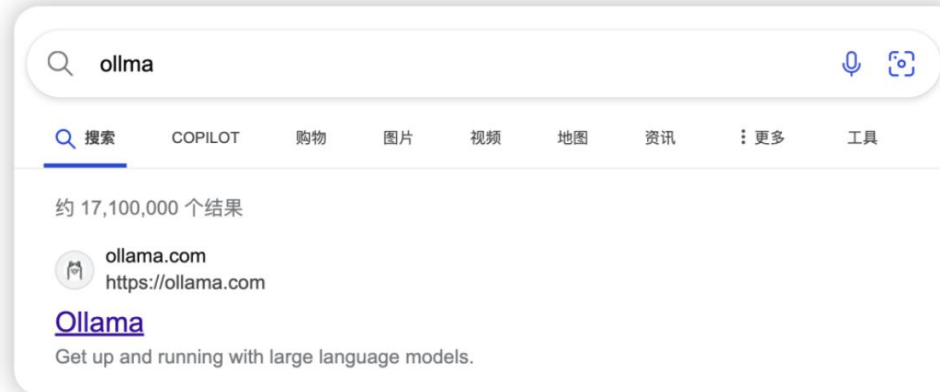 ollma
搜索 COPILOT 购物 图片 视频 地图 资讯 更多 工具
约 17,100,000 个结果
ollama.com
https://ollama.com
Ollama
Get up and running with large language models.